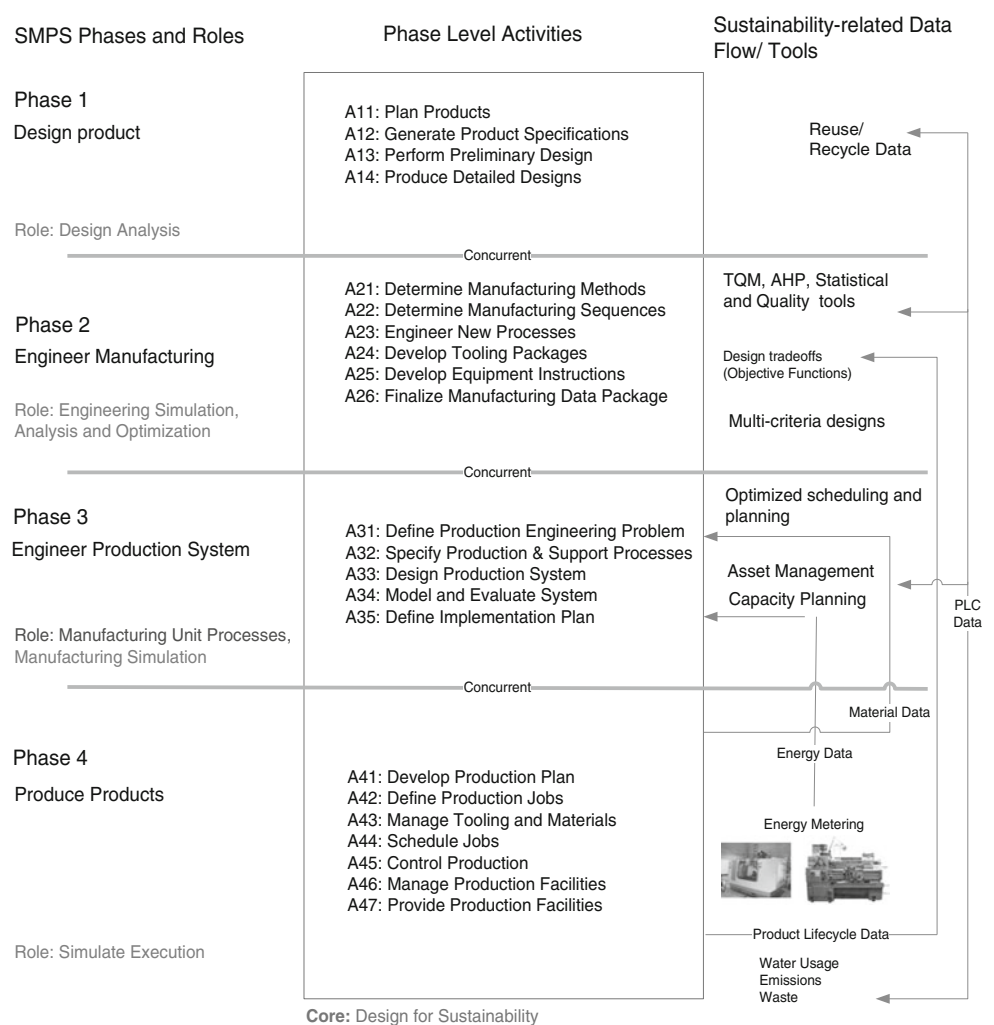 SMPS Phases and Roles
Phase Level Activities
Sustainability-related Data
Flow/ Tools
Phase 1
Design product
A11: Plan Products
A12: Generate Product Specifications
A13: Perform Preliminary Design
A14: Produce Detailed Designs
Reuse/
Recycle Data
Role: Design Analysis
Concurrent
Phase 2
Engineer Manufacturing
Role: Engineering Simulation,
Analysis and Optimization
A21: Determine Manufacturing Methods
A22: Determine Manufacturing Sequences
A23: Engineer New Processes
A24: Develop Tooling Packages
A25: Develop Equipment Instructions
A26: Finalize Manufacturing Data Package
TQM, AHP, Statistical
and Quality tools
Design tradeoffs
(Objective Functions)
Multi-criteria designs
Concurrent
Phase 3
Engineer Production System
Role: Manufacturing Unit Processes,
Manufacturing Simulation
A31: Define Production Engineering Problem
A32: Specify Production & Support Processes
A33: Design Production System
A34: Model and Evaluate System
A35: Define Implementation Plan
Optimized scheduling and
planning
Asset Management
Capacity Planning
PLC
Data
Concurrent
Material Data
Energy Data
Phase 4
Produce Products
A41: Develop Production Plan
A42: Define Production Jobs
A43: Manage Tooling and Materials
A44: Schedule Jobs
A45: Control Production
A46: Manage Production Facilities
A47: Provide Production Facilities
Energy Metering
Product Lifecycle Data
Role: Simulate Execution
Water Usage
Emissions
Waste
Core: Design for Sustainability